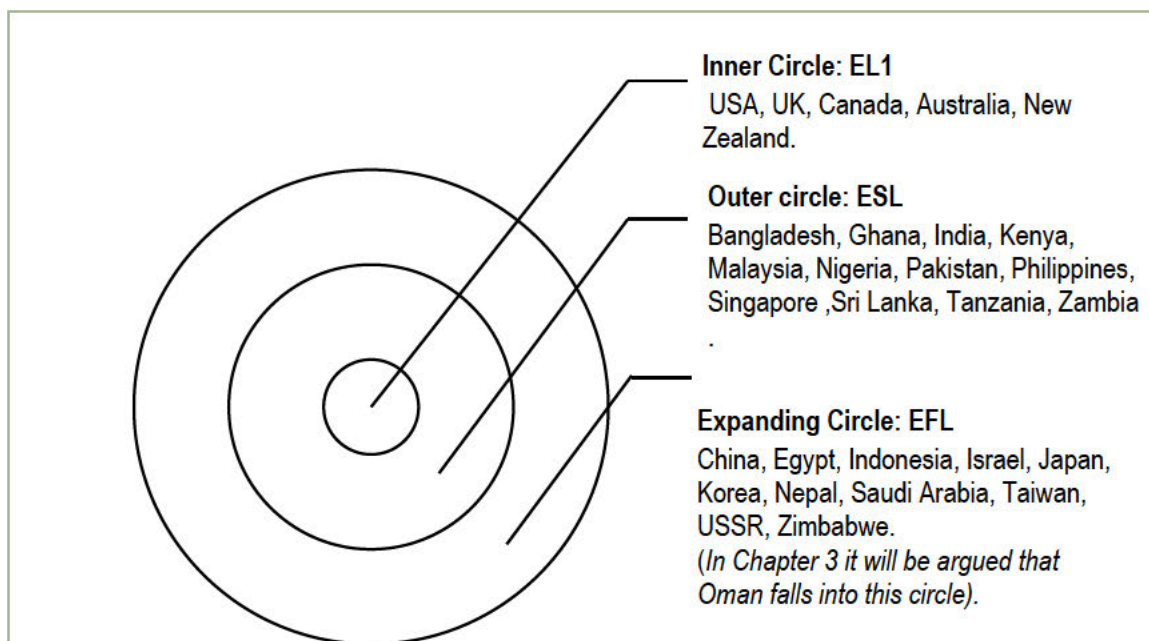 Inner Circle: EL1
USA, UK, Canada, Australia, New
Zealand.
Outer circle: ESL
Bangladesh, Ghana, India, Kenya,
Malaysia, Nigeria, Pakistan, Philippines,
Singapore ,Sri Lanka, Tanzania, Zambia
.
Expanding Circle: EFL
China, Egypt, Indonesia, Israel, Japan,
Korea, Nepal, Saudi Arabia, Taiwan,
USSR, Zimbabwe.
(In Chapter 3 it will be argued that
Oman falls into this circle).